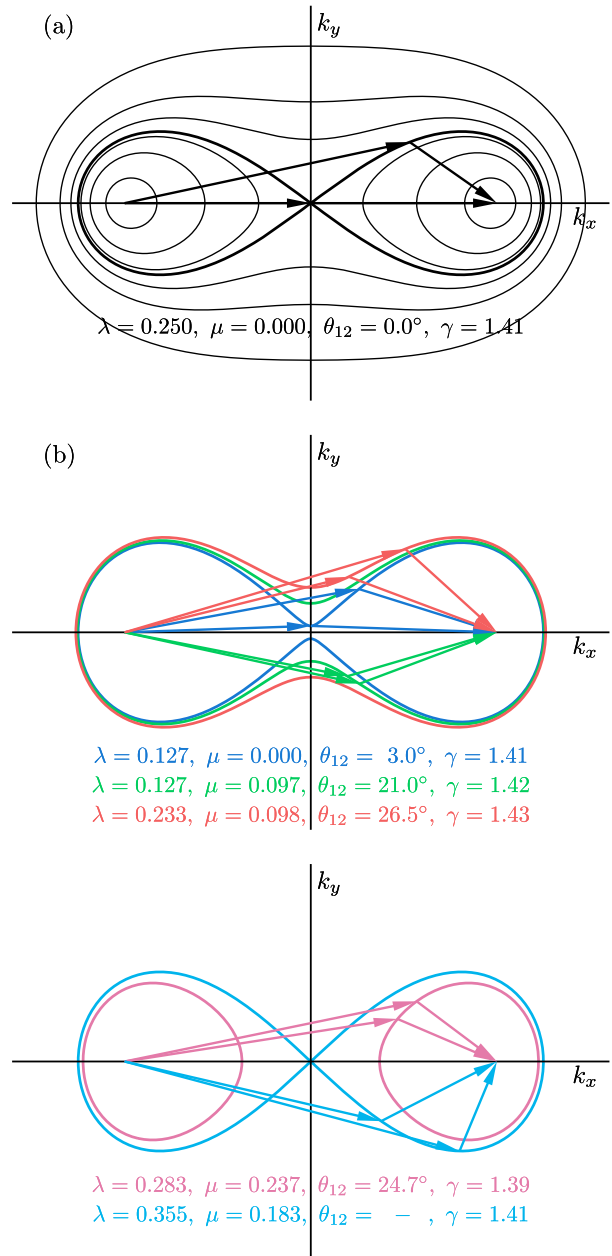 (a)
k_y
k_x
λ = 0.250, μ = 0.000, θ_12 = 0.0°, γ = 1.41
(b)
k_y
k_x
λ = 0.127, μ = 0.000, θ_12 = 3.0°, γ = 1.41
λ = 0.127, μ = 0.097, θ_12 = 21.0°, γ = 1.42
λ = 0.233, μ = 0.098, θ_12 = 26.5°, γ = 1.43
k_y
k_x
λ = 0.283, μ = 0.237, θ_12 = 24.7°, γ = 1.39
λ = 0.355, μ = 0.183, θ_12 = − , γ = 1.41